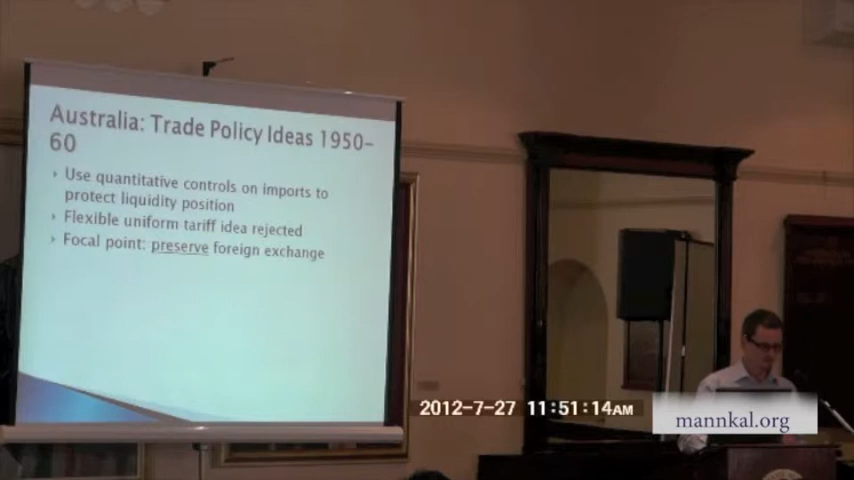 Australia: Trade Policy Ideas 1950-
60
Use quantitative controls on imports to
protect liquidity position
Flexible uniform tariff idea rejected
Focal point: preserve foreign exchange
2012-7-27 11:51:14AM
mannkal.org